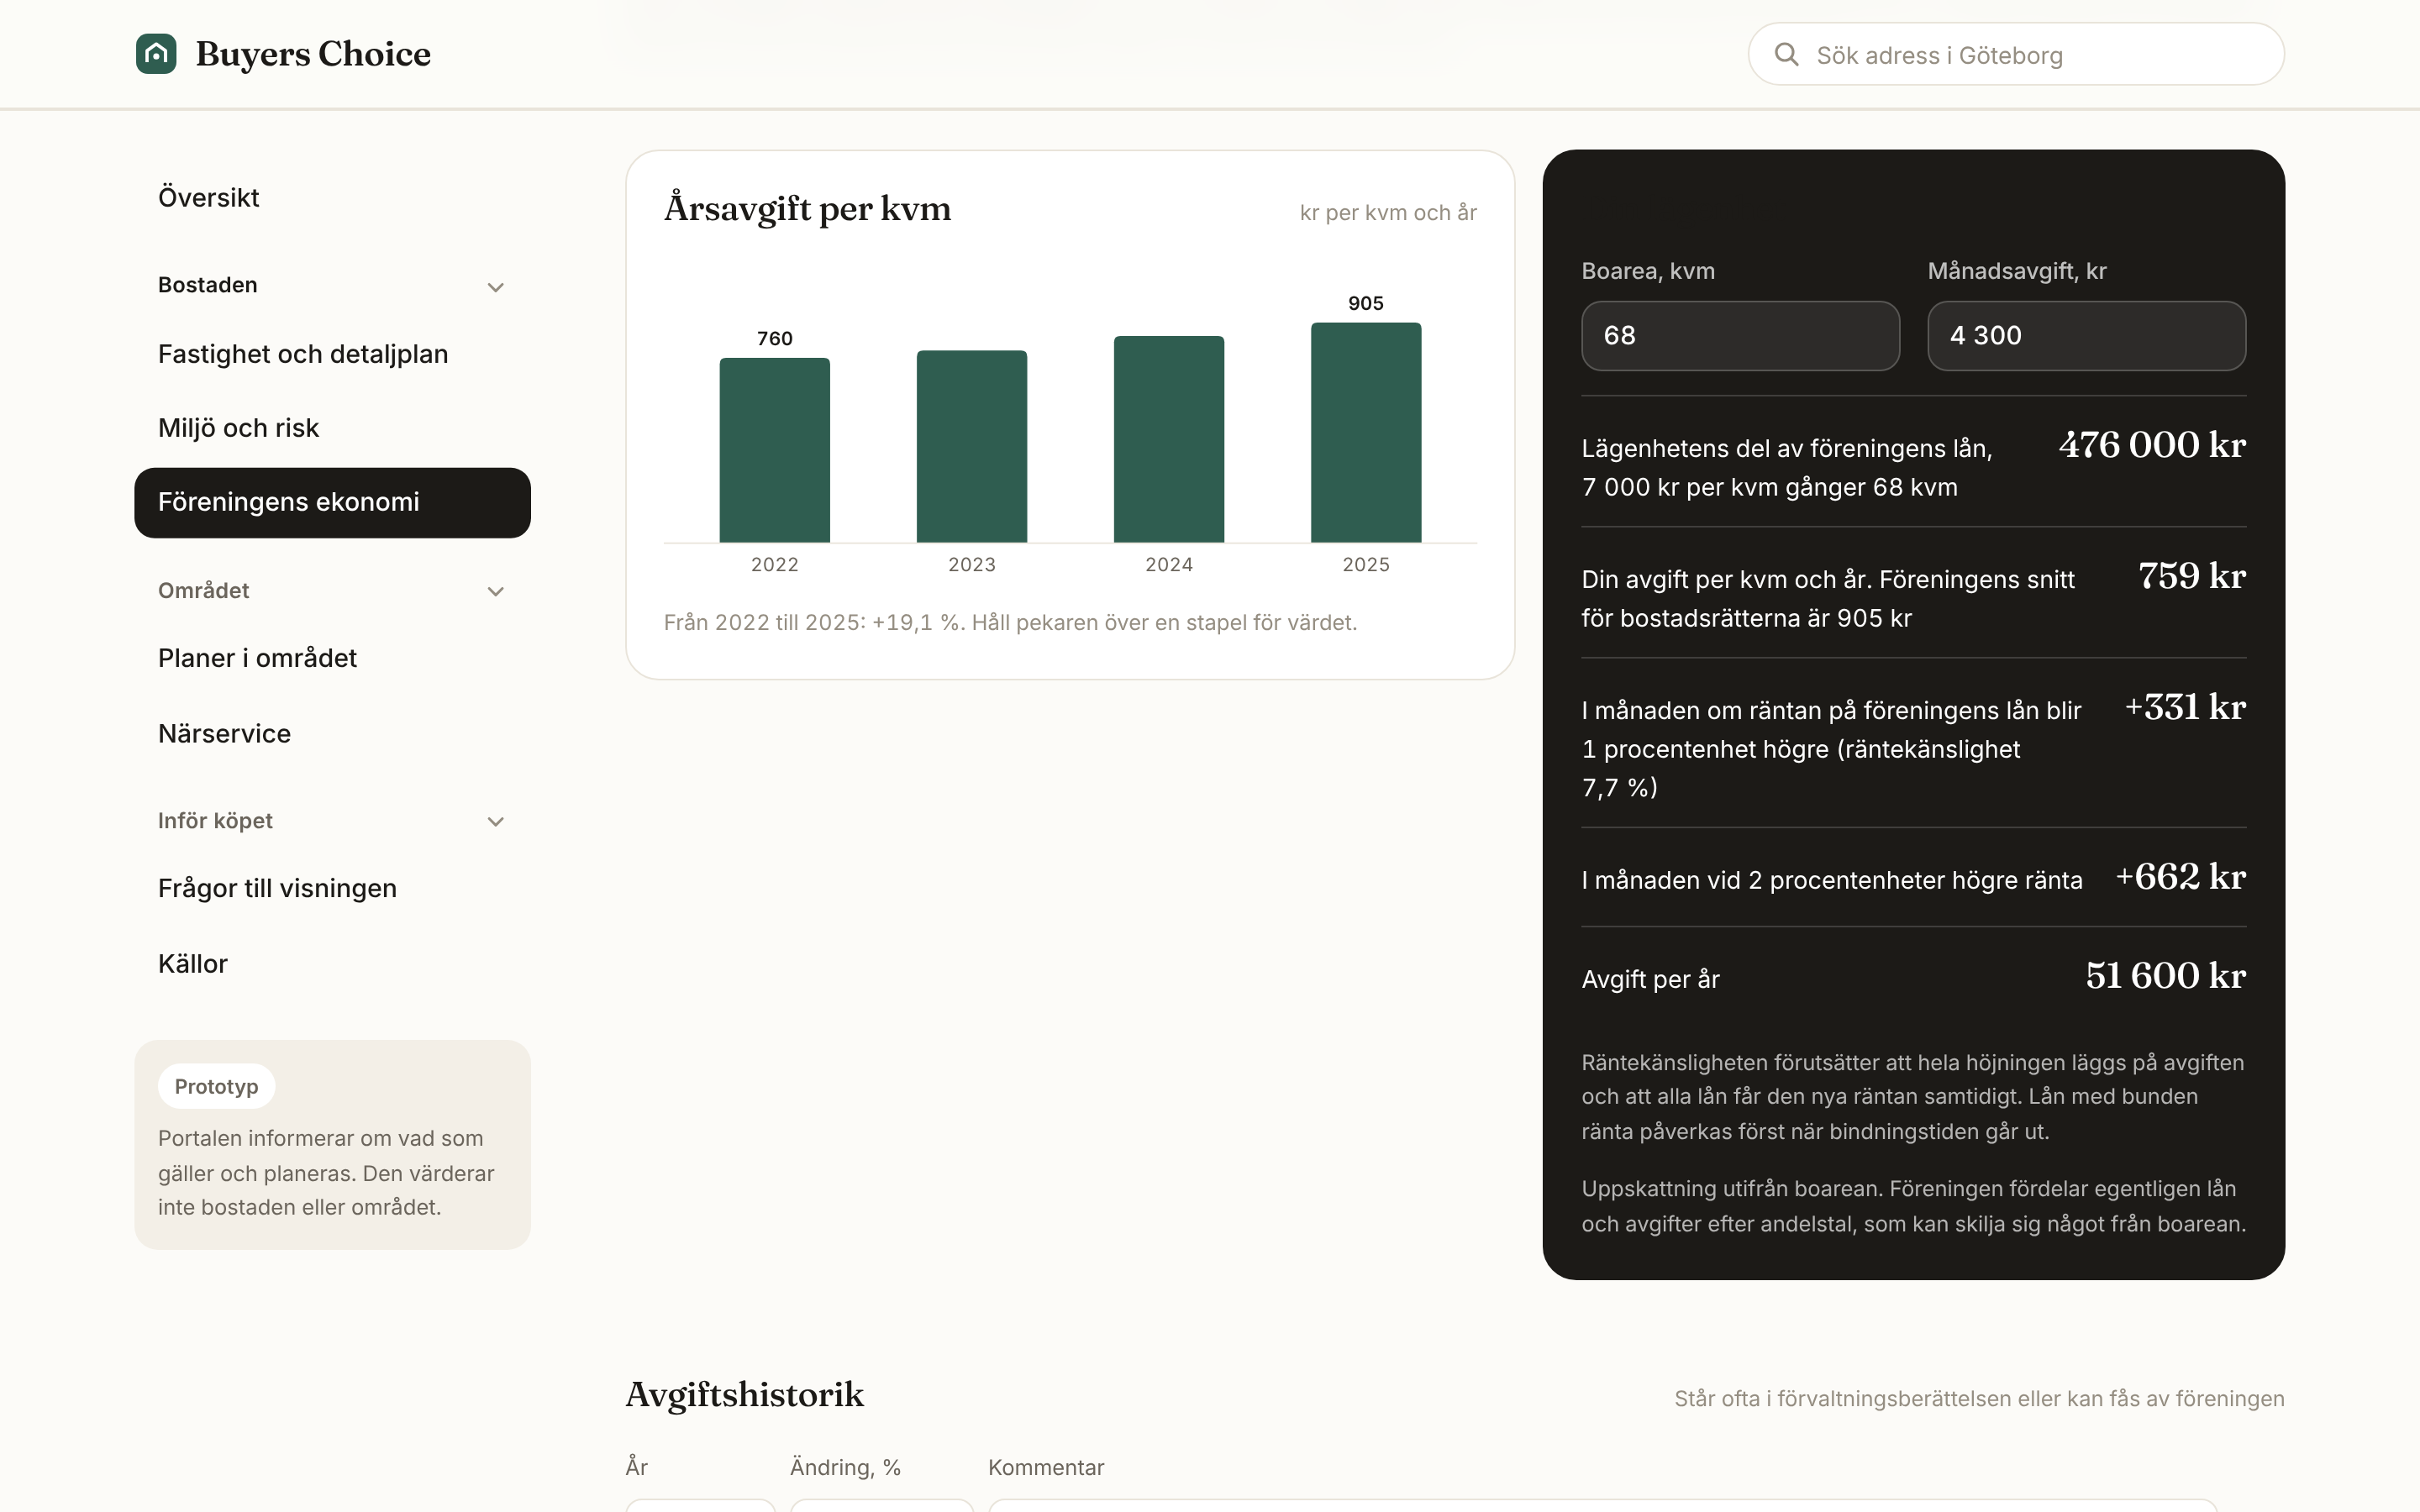 Buyers Choice
Sök adress i Göteborg
Översikt
Bostaden
Fastighet och detaljplan
Miljö och risk
Föreningens ekonomi
Området
Planer i området
Närservice
Inför köpet
Frågor till visningen
Källor
Prototyp
Portalen informerar om vad som
gäller och planeras. Den värderar
inte bostaden eller området.
Årsavgift per kvm
kr per kvm och år
760
905
2022
2023
2024
2025
Från 2022 till 2025: +19,1 %. Håll pekaren över en stapel för värdet.
Boarea, kvm
Månadsavgift, kr
68
4 300
Lägenhetens del av föreningens lån,
7 000 kr per kvm gånger 68 kvm
476 000 kr
Din avgift per kvm och år. Föreningens snitt
för bostadsrätterna är 905 kr
759 kr
I månaden om räntan på föreningens lån blir
1 procentenhet högre (räntekänslighet
7,7 %)
+331 kr
I månaden vid 2 procentenheter högre ränta
+662 kr
Avgift per år
51 600 kr
Räntekänsligheten förutsätter att hela höjningen läggs på avgiften
och att alla lån får den nya räntan samtidigt. Lån med bunden
ränta påverkas först när bindningstiden går ut.
Uppskattning utifrån boarean. Föreningen fördelar egentligen lån
och avgifter efter andelstal, som kan skilja sig något från boarean.
Avgiftshistorik
Står ofta i förvaltningsberättelsen eller kan fås av föreningen
År
Ändring, %
Kommentar